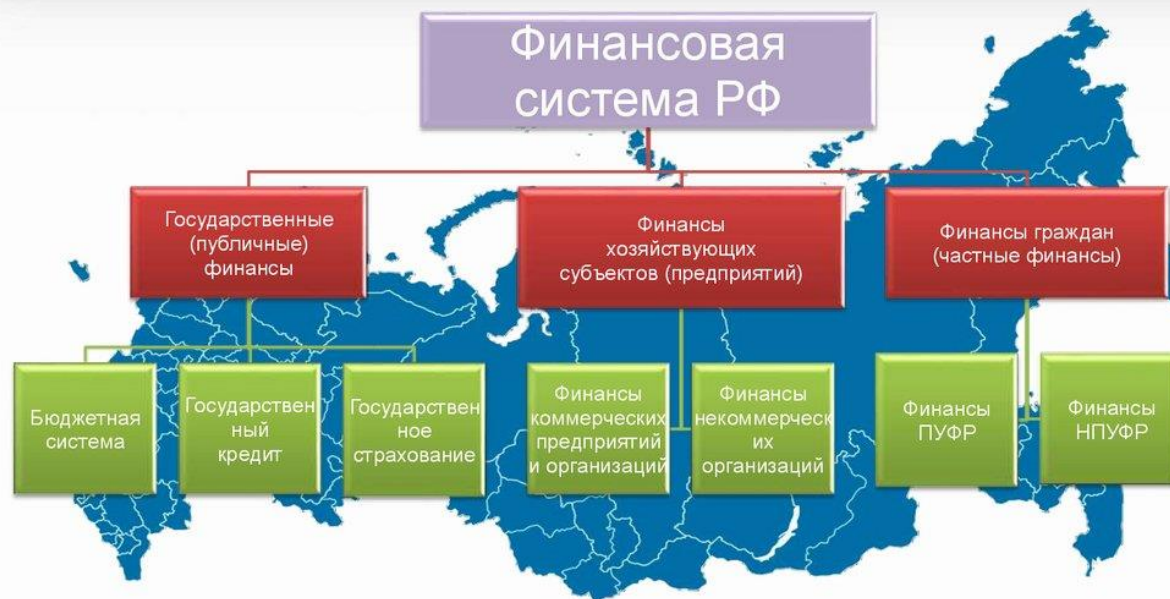 Финансовая
система РФ
Государственные
(публичные)
финансы
Финансы
хозяйствующих
субъектов (предприятий)
Финансы граждан
(частные финансы)
Бюджетная
система
Государствен
ный
кредит
Государствен
ное
страхование
Финансы
коммерческих
предприятий
и организаций
Финансы
некоммерческ
их
организаций
Финансы
ПУФР
Финансы
НПУФР